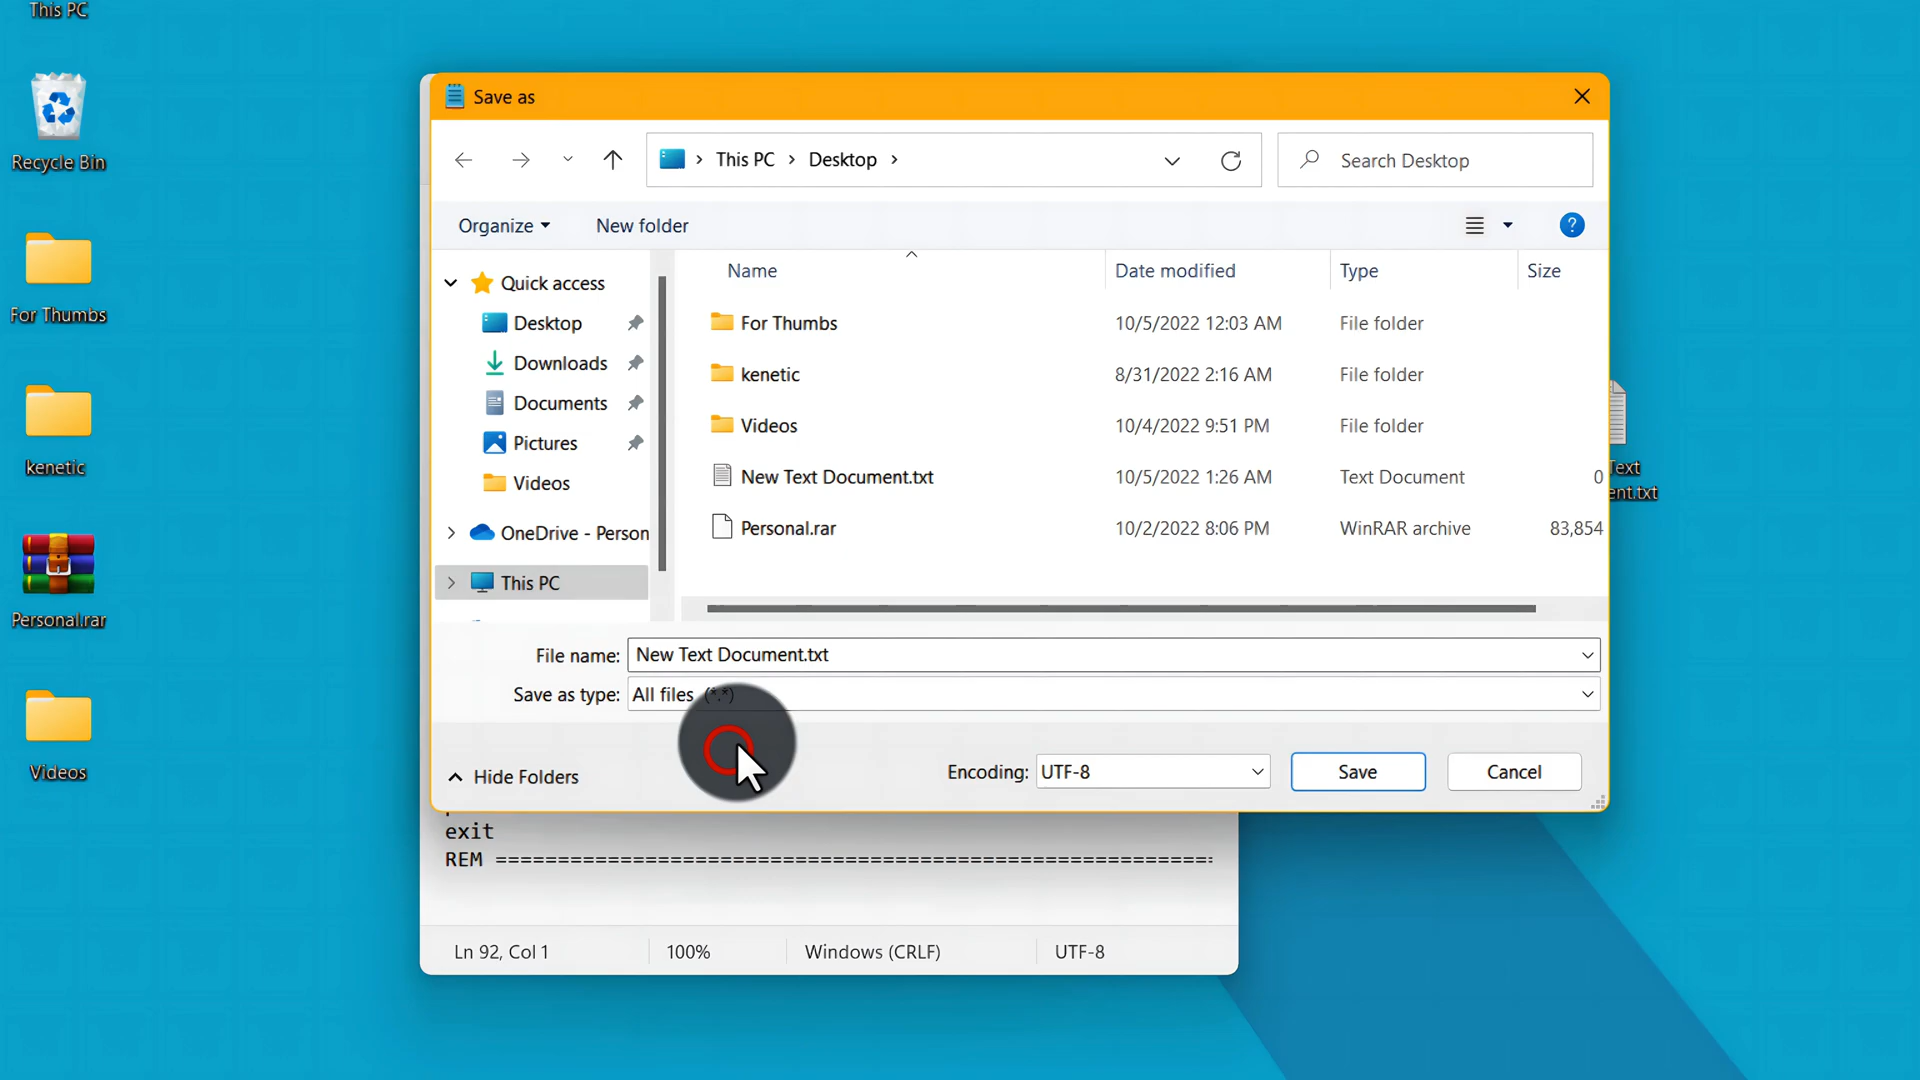 This PC
Recycle Bin
For Thumbs
kenetic
Personal.rar
Videos
Save as
This PC > Desktop >
Search Desktop
Organize
New folder
?
Name
Date modified
Type
Size
Quick access
Desktop
Downloads
Documents
Pictures
Videos
OneDrive - Person
This PC
For Thumbs 10/5/2022 12:03 AM File folder
kenetic 8/31/2022 2:16 AM File folder
Videos 10/4/2022 9:51 PM File folder
New Text Document.txt 10/5/2022 1:26 AM Text Document 0
Personal.rar 10/2/2022 8:06 PM WinRAR archive 83,854
File name: New Text Document.txt
Save as type: All files (*.*)
Hide Folders
Encoding: UTF-8
Save
Cancel
exit
REM =========================================================
Ln 92, Col 1
100%
Windows (CRLF)
UTF-8
Text
ent.txt